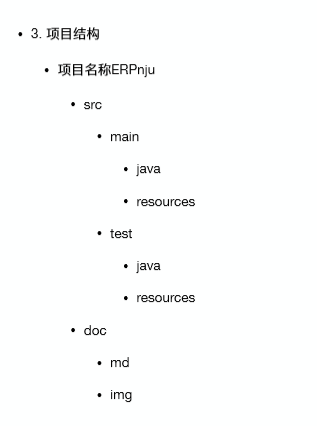 • 3. 项目结构
• 项目名称ERPnju
• src
• main
• java
• resources
• test
• java
• resources
• doc
• md
• img